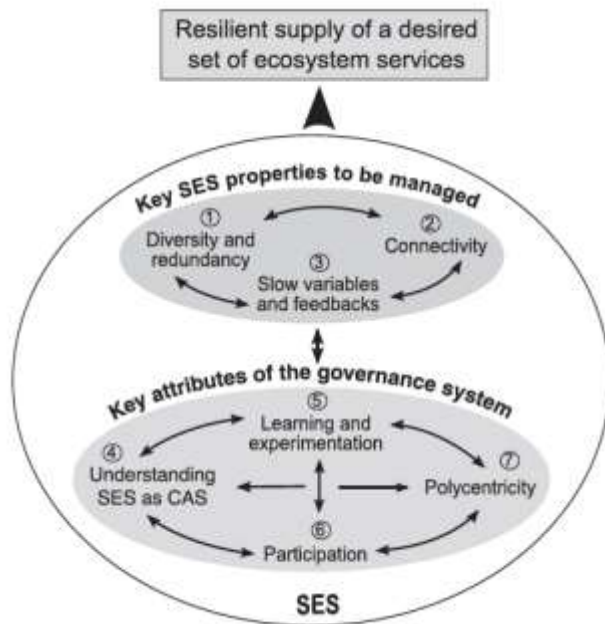 Resilient supply of a desired
set of ecosystem services
Key SES properties to be managed
①
Diversity and
redundancy
②
Connectivity
③
Slow variables
and feedbacks
Key attributes of the governance system
⑤
Learning and
experimentation
④
Understanding
SES as CAS
⑦
Polycentricity
⑥
Participation
SES